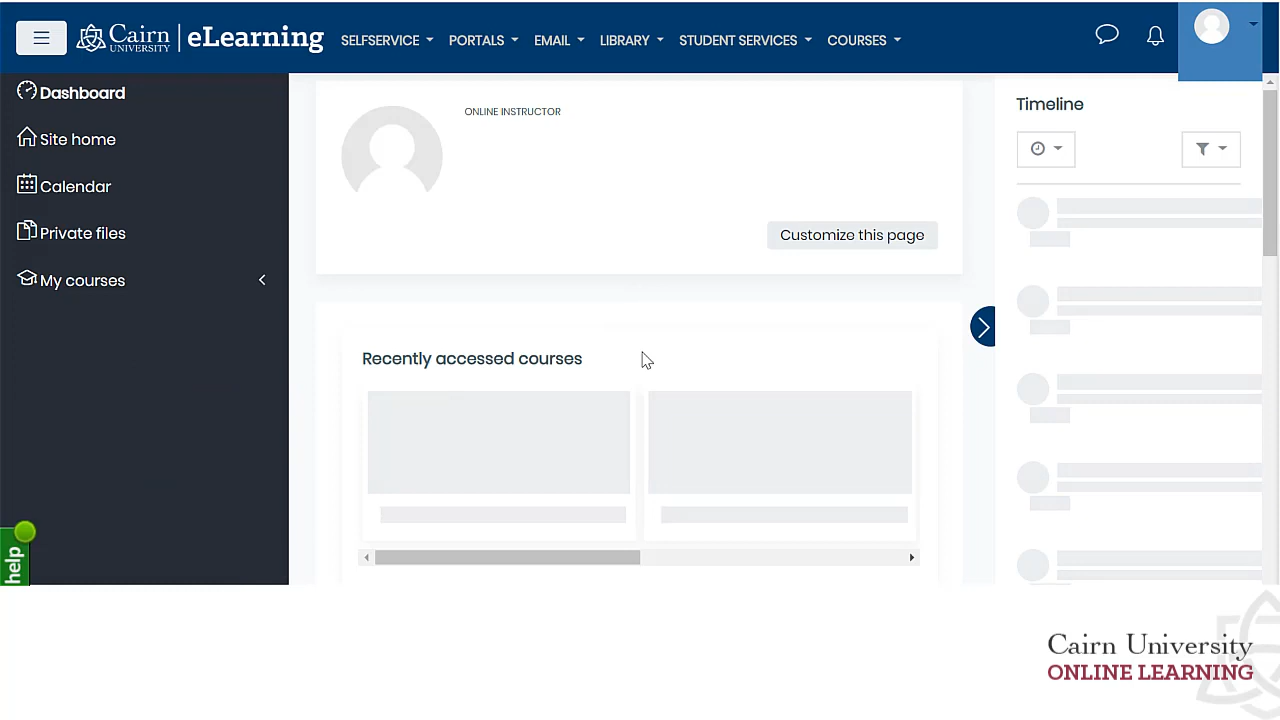 Cairn UNIVERSITY | eLearning SELFSERVICE PORTALS EMAIL LIBRARY STUDENT SERVICES COURSES
Dashboard
Site home
Calendar
Private files
My courses
help
ONLINE INSTRUCTOR
Customize this page
Recently accessed courses
Timeline
Cairn University
ONLINE LEARNING